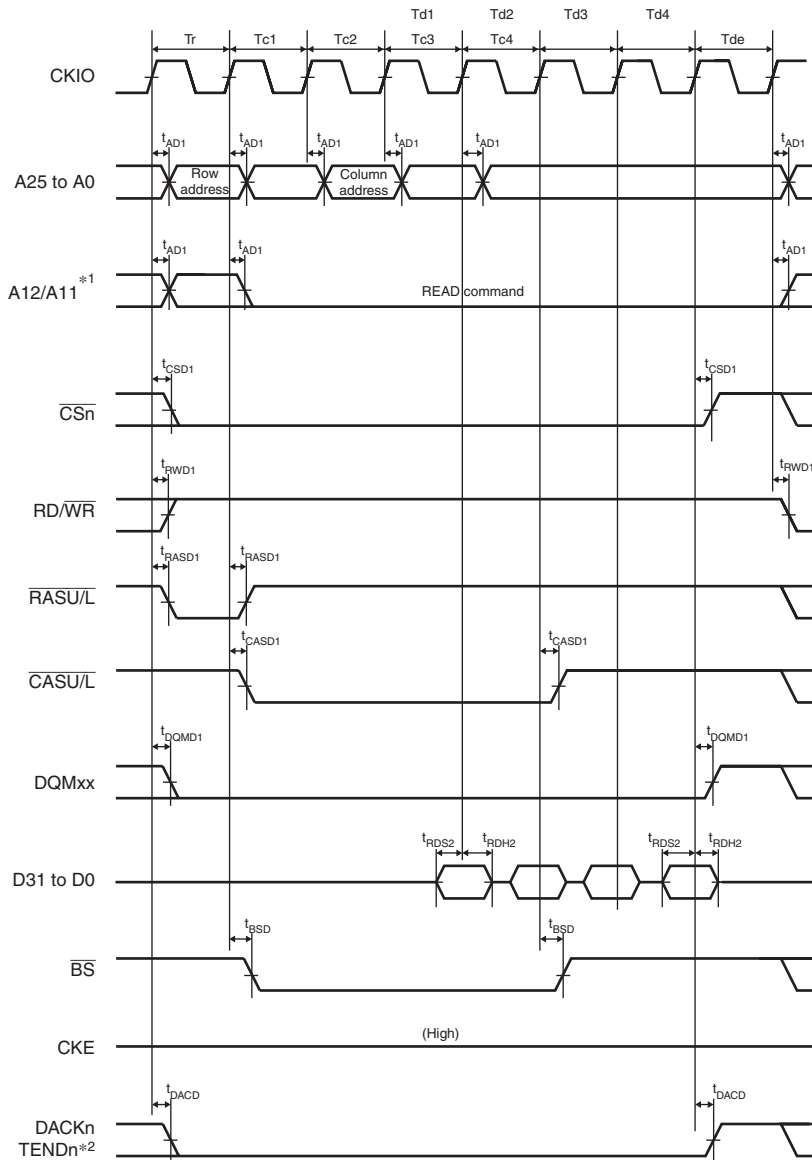 Td1 Td2 Td3 Td4
Tr Tc1 Tc2 Tc3 Tc4 Tde
CKIO
tAD1 tAD1 tAD1 tAD1 tAD1 tAD1
A25 to A0
Row address
Column address
tAD1 tAD1 tAD1
A12/A11*1
READ command
tCSD1 tCSD1
CSn
tRWD1 tRWD1
RD/WR
tRASD1 tRASD1
RASU/L
tCASD1 tCASD1
CASU/L
tDQMD1 tDQMD1
DQMxx
tRDS2 tRDH2 tRDS2 tRDH2
D31 to D0
tBSD tBSD
BS
(High)
CKE
tDACD tDACD
DACKn
TENDn*2